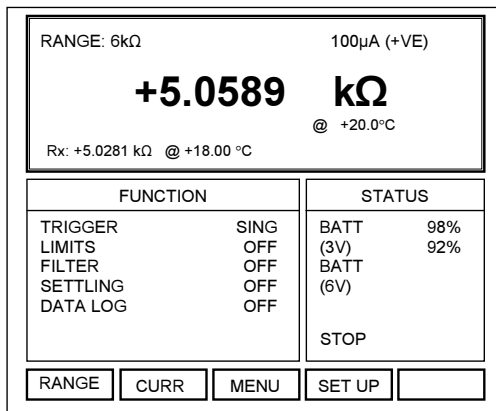 RANGE: 6kΩ 100µA (+VE)
+5.0589 kΩ
@ +20.0°C
Rx: +5.0281 kΩ @ +18.00 °C
FUNCTION
TRIGGER SING
LIMITS OFF
FILTER OFF
SETTLING OFF
DATA LOG OFF
STATUS
BATT 98%
(3V) 92%
BATT
(6V)
STOP
RANGE CURR MENU SET UP